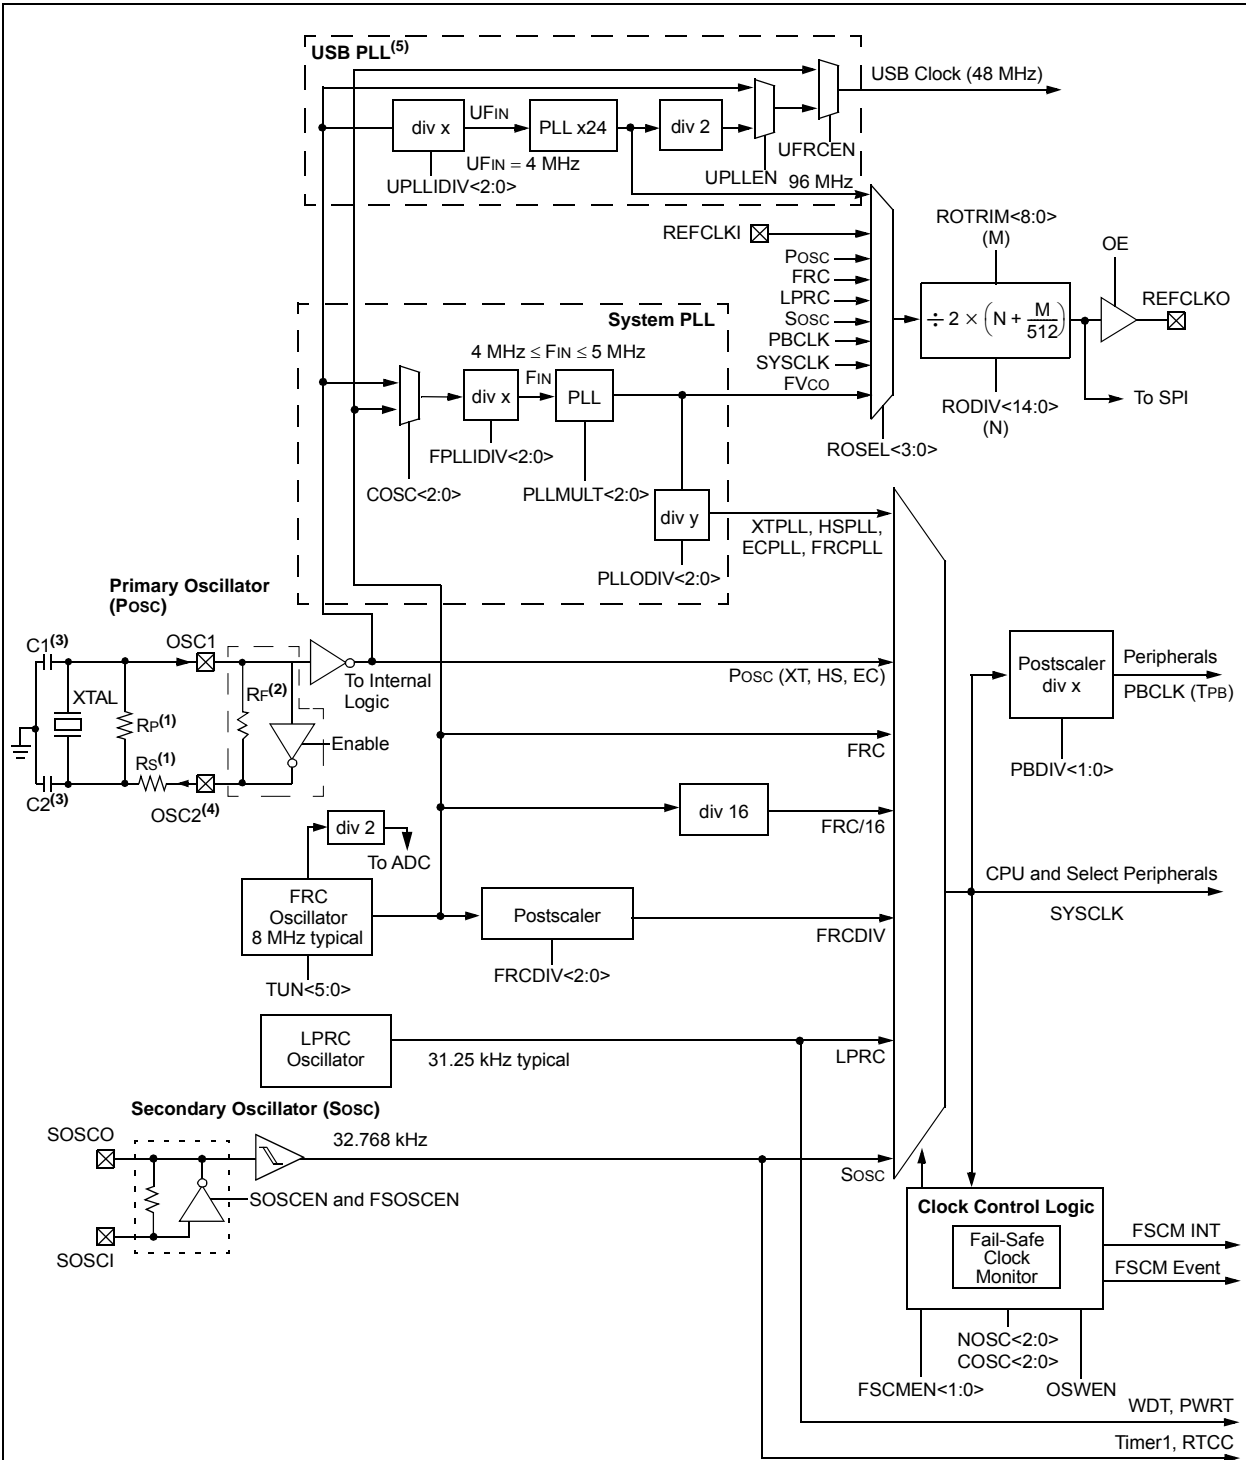 USB PLL(5)
USB Clock (48 MHz)
div x
UFIN
PLL x24
div 2
UFIN = 4 MHz
UFRCEN
UPLLIDIV<2:0>
UPLLEN
96 MHz
REFCLKI
POSC
FRC
LPRC
SOSC
PBCLK
SYSCLK
FVCO
ROTRIM<8:0>
(M)
OE
REFCLKO
÷ 2 × (N + M/512)
To SPI
RODIV<14:0>
(N)
ROSEL<3:0>
System PLL
4 MHz ≤ FIN ≤ 5 MHz
FIN
div x
PLL
FPLLIDIV<2:0>
COSC<2:0>
PLLMULT<2:0>
div y
XTPLL, HSPLL,
ECPLL, FRCPLL
PLLODIV<2:0>
Primary Oscillator
(POSC)
C1(3)
OSC1
XTAL
RP(1)
RF(2)
To Internal
Logic
Enable
RS(1)
C2(3)
OSC2(4)
POSC (XT, HS, EC)
Postscaler
div x
Peripherals
PBCLK (TPB)
PBDIV<1:0>
FRC
div 16
FRC/16
div 2
To ADC
FRC
Oscillator
8 MHz typical
TUN<5:0>
Postscaler
FRCDIV
FRCDIV<2:0>
CPU and Select Peripherals
SYSCLK
LPRC
Oscillator
31.25 kHz typical
LPRC
Secondary Oscillator (SOSC)
SOSCO
32.768 kHz
SOSC
SOSCEN and FSOSCEN
SOSCI
Clock Control Logic
Fail-Safe
Clock
Monitor
FSCM INT
FSCM Event
NOSC<2:0>
COSC<2:0>
FSCMEN<1:0>
OSWEN
WDT, PWRT
Timer1, RTCC